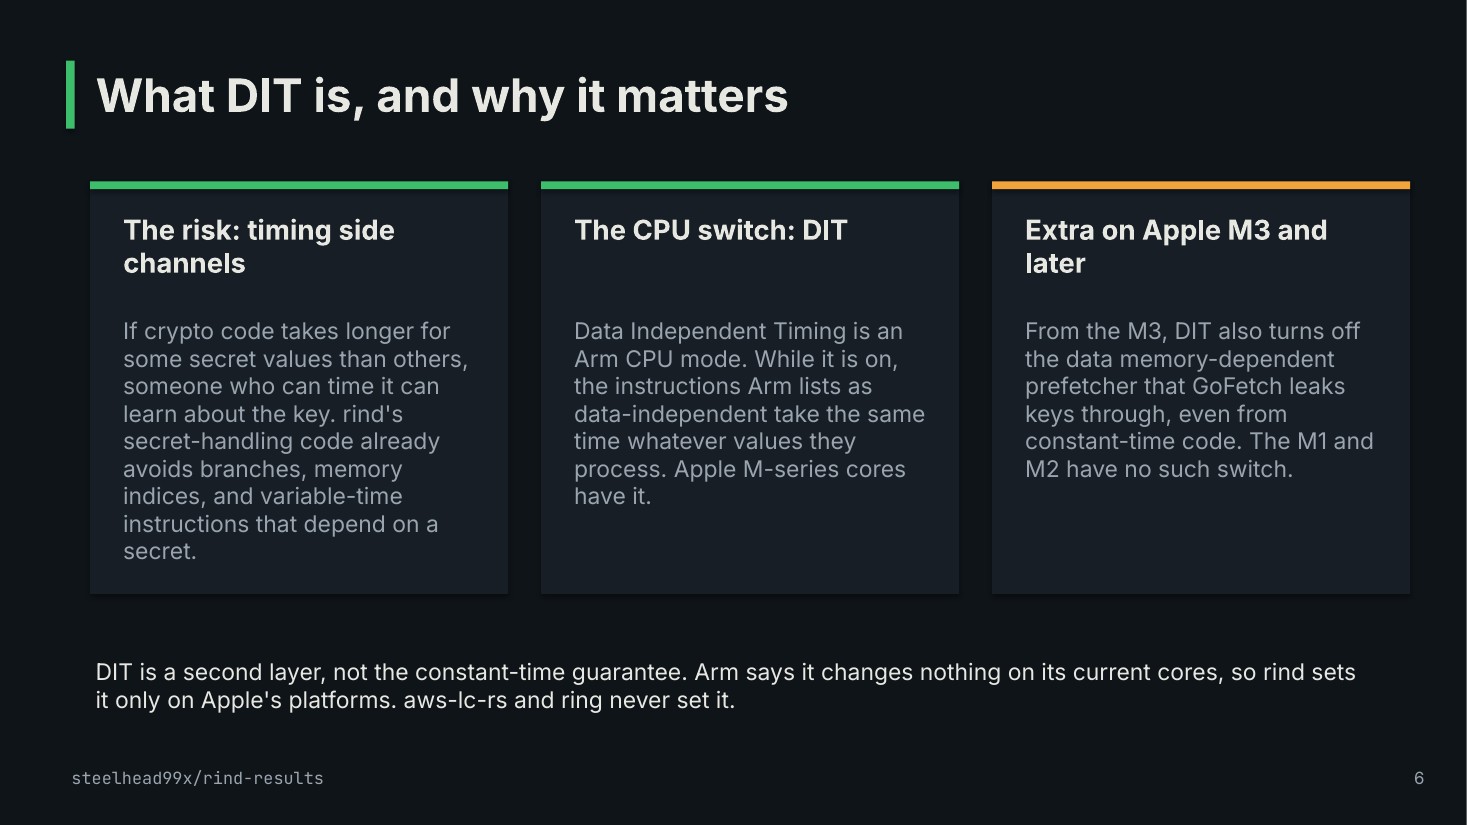 What DIT is, and why it matters
The risk: timing side
channels
If crypto code takes longer for
some secret values than others,
someone who can time it can
learn about the key. rind's
secret-handling code already
avoids branches, memory
indices, and variable-time
instructions that depend on a
secret.
The CPU switch: DIT
Data Independent Timing is an
Arm CPU mode. While it is on,
the instructions Arm lists as
data-independent take the same
time whatever values they
process. Apple M-series cores
have it.
Extra on Apple M3 and
later
From the M3, DIT also turns off
the data memory-dependent
prefetcher that GoFetch leaks
keys through, even from
constant-time code. The M1 and
M2 have no such switch.
DIT is a second layer, not the constant-time guarantee. Arm says it changes nothing on its current cores, so rind sets
it only on Apple's platforms. aws-lc-rs and ring never set it.
steelhead99x/rind-results
6